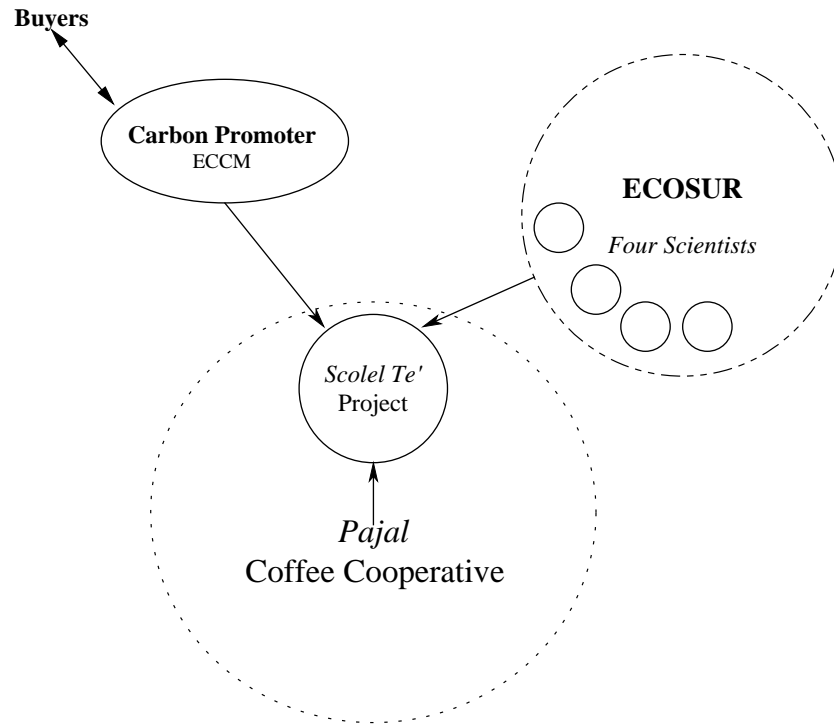 Buyers
Carbon Promoter
ECCM
ECOSUR
Four Scientists
Scolel Te'
Project
Pajal
Coffee Cooperative